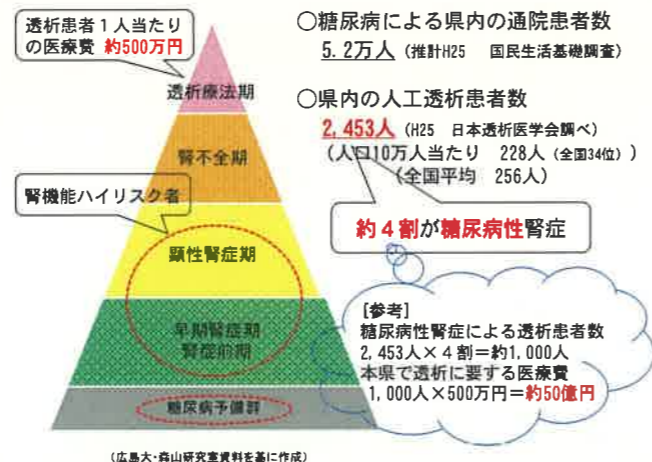 透析患者1人当たり
の医療費 約500万円
透析療法期
腎不全期
腎機能ハイリスク者
顕性腎症期
早期腎症期
腎症前期
糖尿病予備群
(広島大・森山研究室資料を基に作成)
○糖尿病による県内の通院患者数
5.2万人 (推計H25 国民生活基礎調査)
○県内の人工透析患者数
2,453人 (H25 日本透析医学会調べ)
(人口10万人当たり 228人 (全国34位) )
(全国平均 256人)
約4割が糖尿病性腎症
[参考]
糖尿病性腎症による透析患者数
2,453人×4割=約1,000人
本県で透析に要する医療費
1,000人×500万円=約50億円